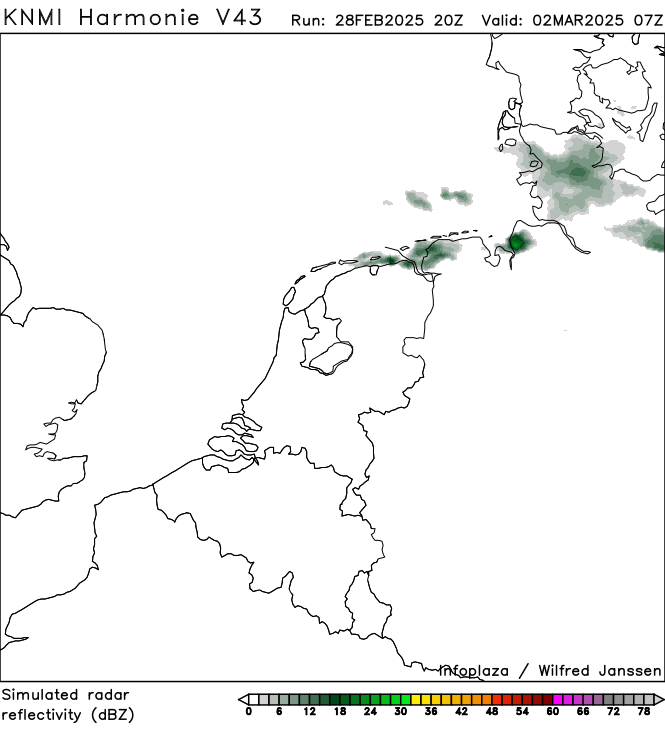 KNMI Harmonie V43 Run: 28FEB2025 20Z Valid: 02MAR2025 07Z
infoplaza / Wilfred Janssen
Simulated radar
reflectivity (dBZ)
0 6 12 18 24 30 36 42 48 54 60 66 72 78